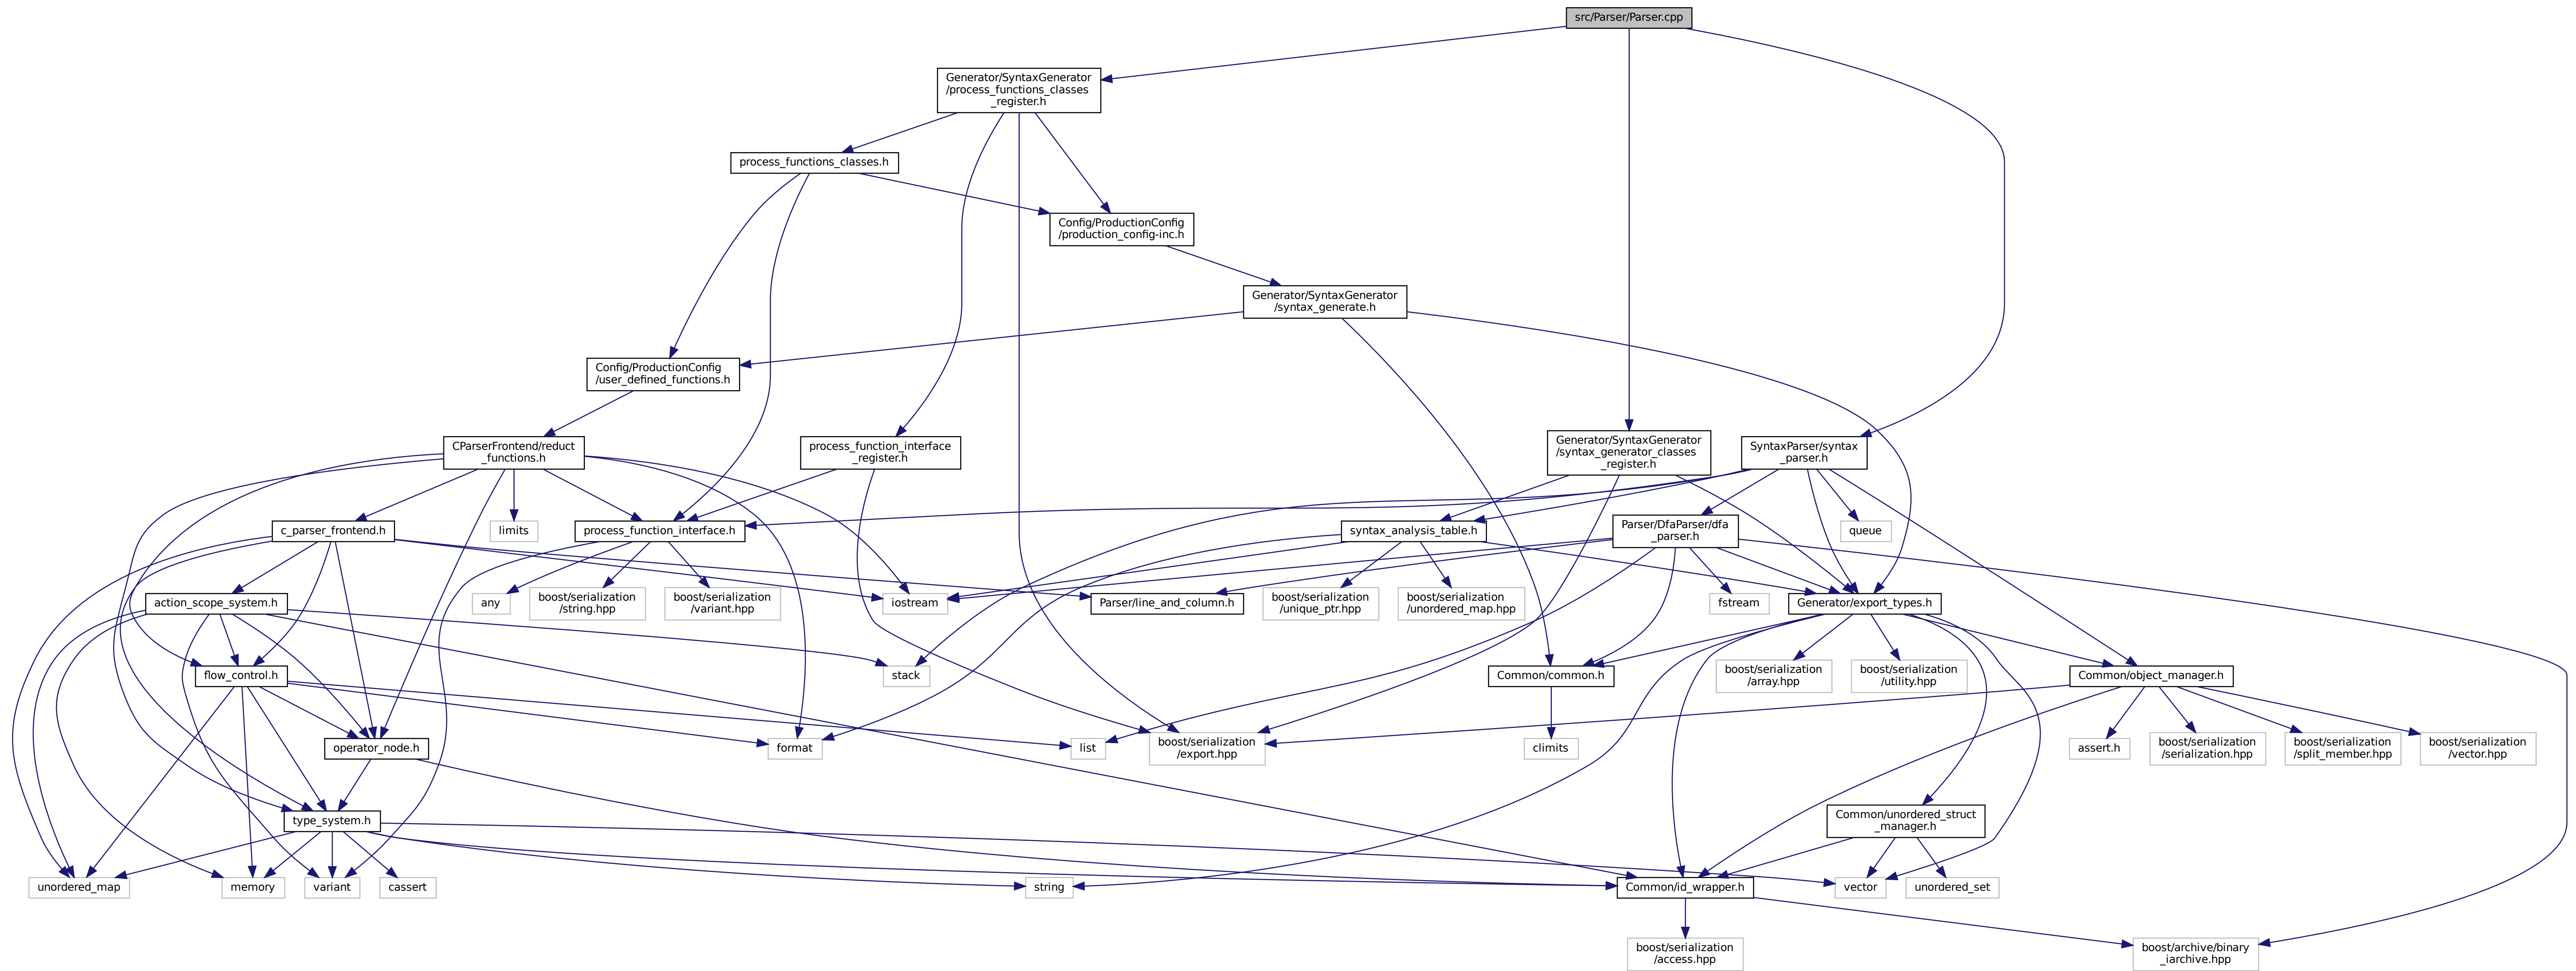 src/Parser/Parser.cpp
Generator/SyntaxGenerator
/process_functions_classes
_register.h
process_functions_classes.h
Config/ProductionConfig
/production_config-inc.h
Generator/SyntaxGenerator
/syntax_generate.h
Config/ProductionConfig
/user_defined_functions.h
CParserFrontend/reduct
_functions.h
process_function_interface
_register.h
Generator/SyntaxGenerator
/syntax_generator_classes
_register.h
SyntaxParser/syntax
_parser.h
c_parser_frontend.h
limits
process_function_interface.h
syntax_analysis_table.h
Parser/DfaParser/dfa
_parser.h
queue
action_scope_system.h
any
boost/serialization
/string.hpp
boost/serialization
/variant.hpp
iostream
Parser/line_and_column.h
boost/serialization
/unique_ptr.hpp
boost/serialization
/unordered_map.hpp
fstream
Generator/export_types.h
flow_control.h
stack
Common/common.h
boost/serialization
/array.hpp
boost/serialization
/utility.hpp
Common/object_manager.h
operator_node.h
format
list
boost/serialization
/export.hpp
climits
assert.h
boost/serialization
/serialization.hpp
boost/serialization
/split_member.hpp
boost/serialization
/vector.hpp
type_system.h
Common/unordered_struct
_manager.h
unordered_map
memory
variant
cassert
string
Common/id_wrapper.h
vector
unordered_set
boost/serialization
/access.hpp
boost/archive/binary
_iarchive.hpp